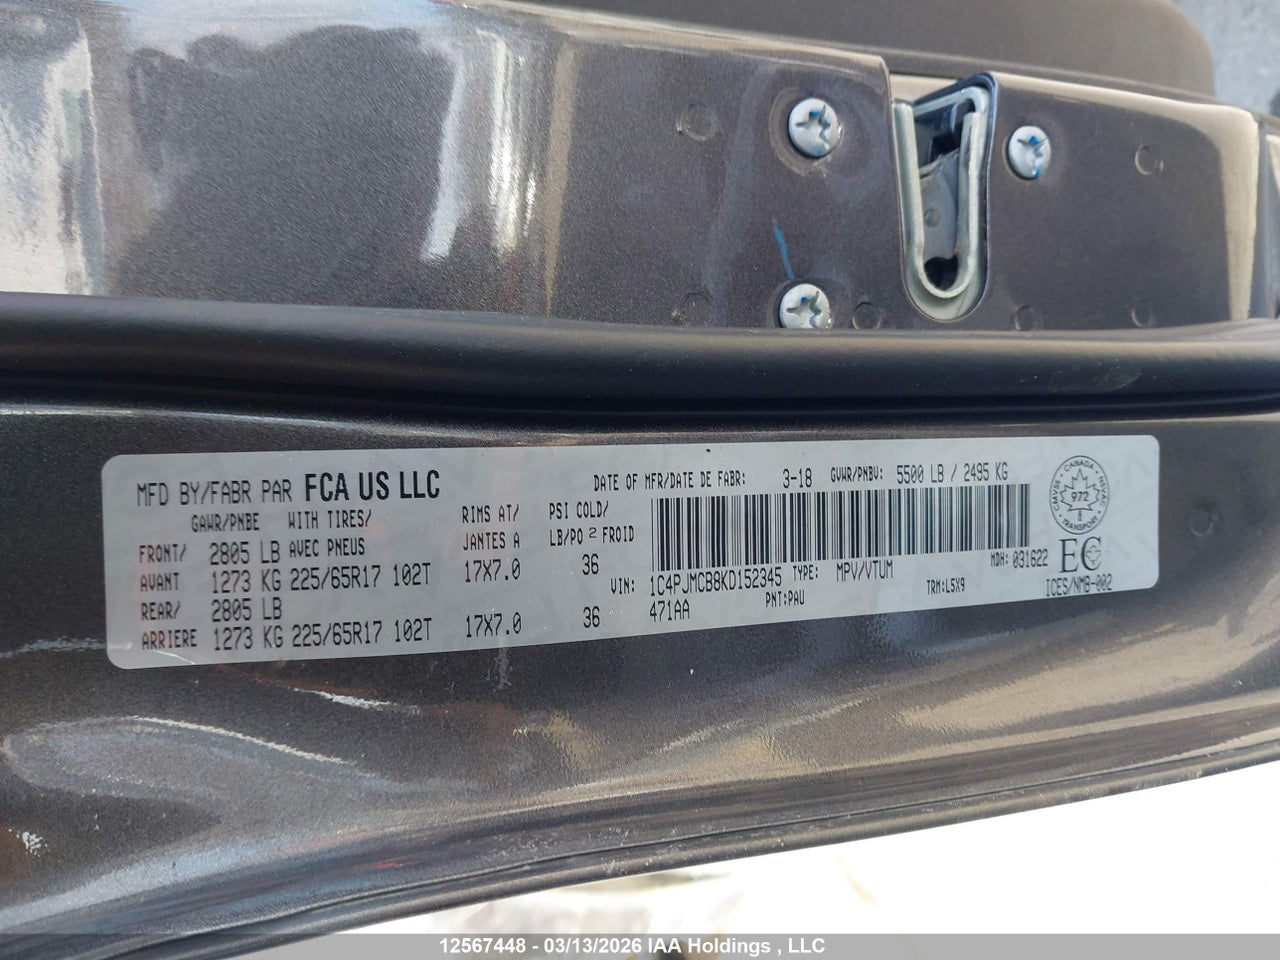 MFD BY/FABR PAR FCA US LLC
DATE OF MFR/DATE DE FABR: 3-18 GVWR/PNBV: 5500 LB / 2495 KG
GAWR/PNBE WITH TIRES/ RIMS AT/ PSI COLD/
AVEC PNEUS JANTES A LB/PO 2 FROID
FRONT/ 2805 LB
AVANT 1273 KG 225/65R17 102T 17X7.0 36
REAR/ 2805 LB
ARRIERE 1273 KG 225/65R17 102T 17X7.0 36
MDH: 031622
VIN: 1C4PJMCB8KD152345 TYPE: MPV/VTUM
471AA PNT:PAU TRM:L5X9
CANADA
CMVSS NSVAC
972
TRANSPORT
EC
ICES/NMB-002
12567448 - 03/13/2026 IAA Holdings , LLC